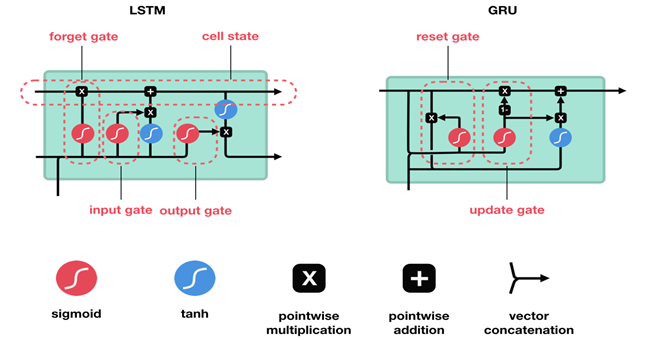 LSTM
GRU
forget gate
cell state
reset gate
x
+
x
x
x
+
x
1-
x
input gate
output gate
update gate
x
+
sigmoid
tanh
pointwise
multiplication
pointwise
addition
vector
concatenation